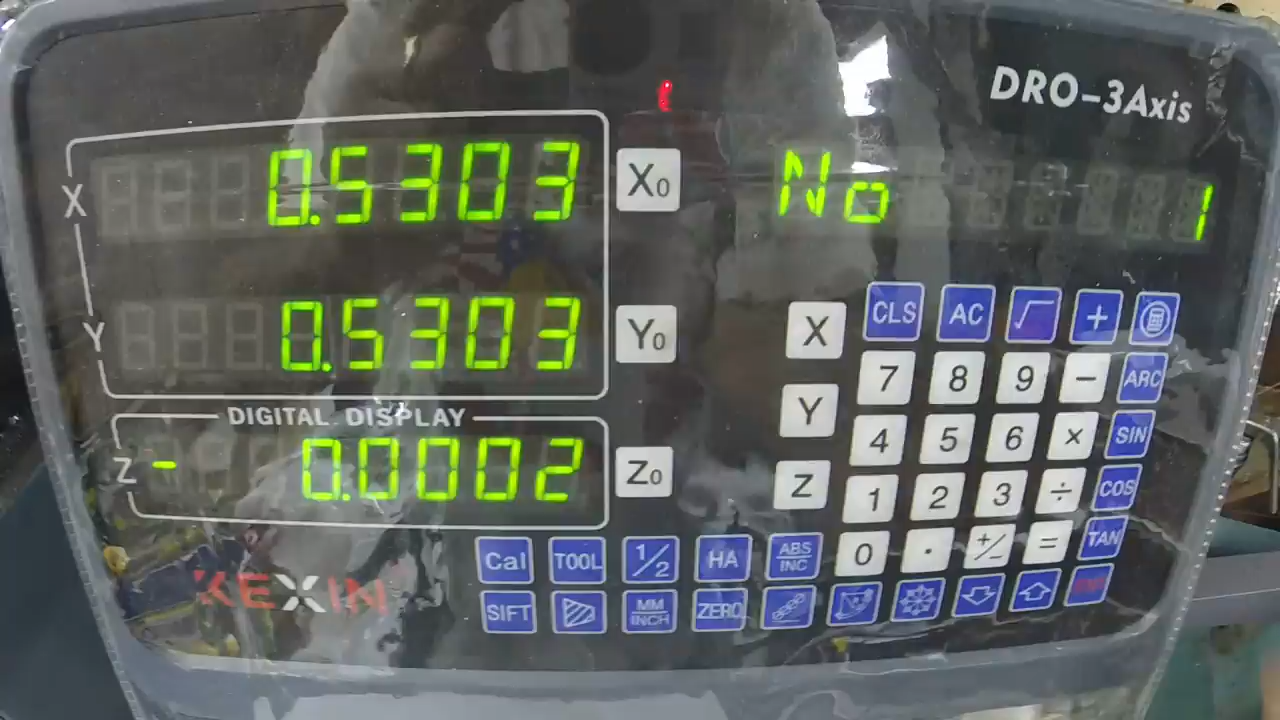 DRO-3Axis
X 0.5303 X0
No 1
Y 0.5303 Y0
DIGITAL DISPLAY
Z -0.0002 Z0
X CLS AC √ +
7 8 9 - ARC
Y 4 5 6 × SIN
Z 1 2 3 ÷ COS
0 . +/- = TAN
Cal TOOL 1/2 HA ABS/INC
SIFT MM/INCH ZERO
KEXIN